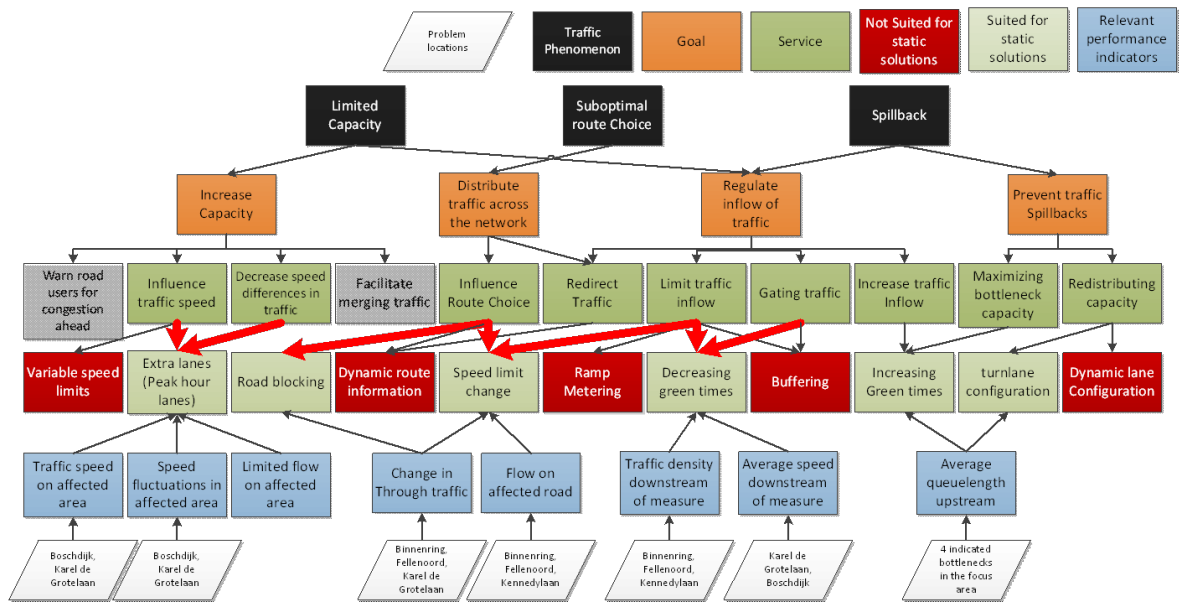 Problem
locations
Traffic
Phenomenon
Goal
Service
Not Suited for
static
solutions
Suited for
static
solutions
Relevant
performance
indicators
Limited
Capacity
Suboptimal
route Choice
Spillback
Increase
Capacity
Distribute
traffic across
the network
Regulate
inflow of
traffic
Prevent traffic
Spillbacks
Warn road
users for
congestion
ahead
Influence
traffic speed
Decrease speed
differences in
traffic
Facilitate
merging traffic
Influence
Route Choice
Redirect
Traffic
Limit traffic
inflow
Gating traffic
Increase traffic
Inflow
Maximizing
bottleneck
capacity
Redistributing
capacity
Variable speed
limits
Extra lanes
(Peak hour
lanes)
Road blocking
Dynamic route
information
Speed limit
change
Ramp
Metering
Decreasing
green times
Buffering
Increasing
Green times
turnlane
configuration
Dynamic lane
Configuration
Traffic speed
on affected
area
Speed
fluctuations in
affected area
Limited flow
on affected
area
Change in
Through traffic
Flow on
affected road
Traffic density
downstream
of measure
Average speed
downstream
of measure
Average
queuelength
upstream
Boschdijk,
Karel de
Grotelaan
Boschdijk,
Karel de
Grotelaan
Binnenring,
Fellenoord,
Karel de
Grotelaan
Binnenring,
Fellenoord,
Kennedylaan
Binnenring,
Fellenoord,
Kennedylaan
Karel de
Grotelaan,
Boschdijk
4 indicated
bottlenecks
in the focus
area